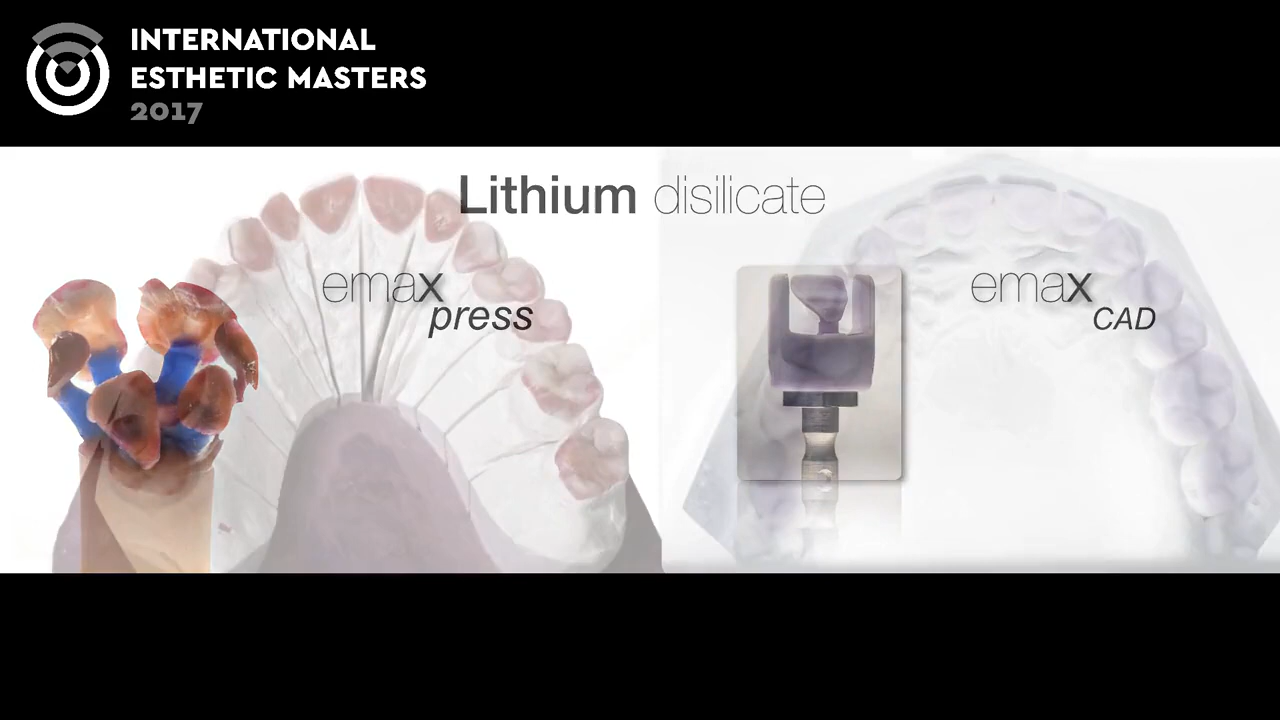 INTERNATIONAL
ESTHETIC MASTERS
2017
Lithium disilicate
emax
press
emax
CAD